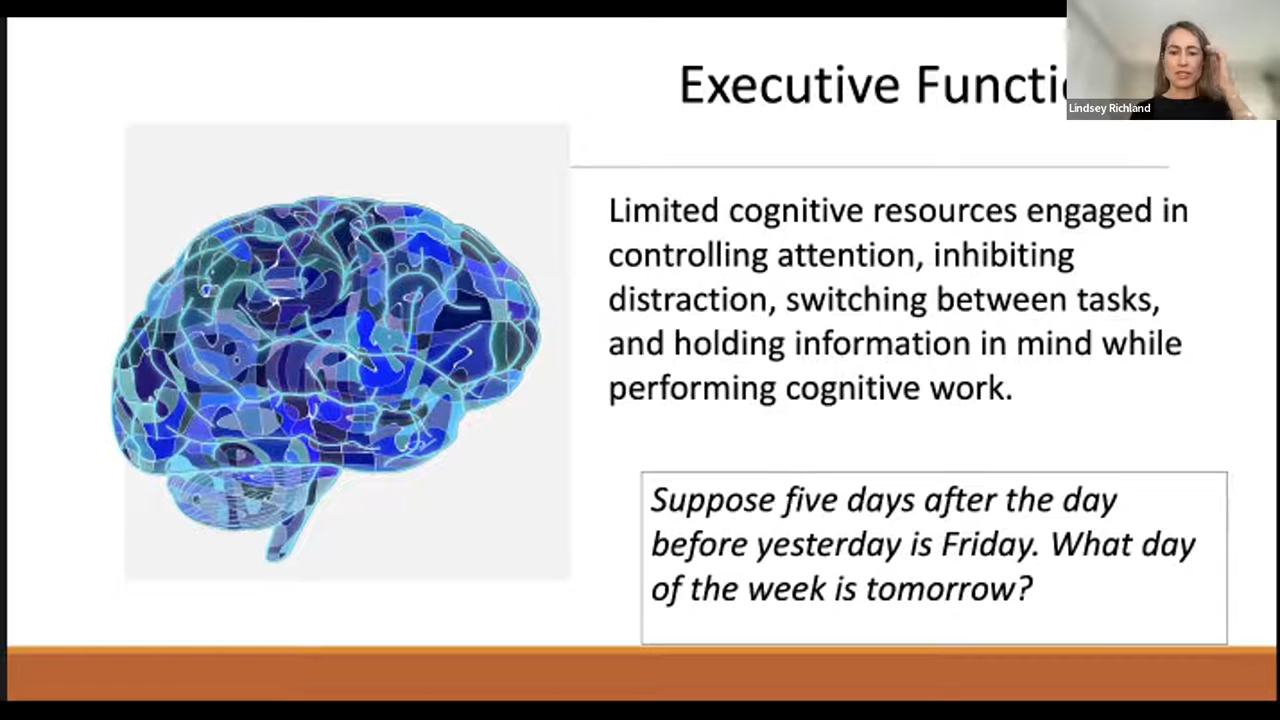 Executive Functi
Lindsey Richland
Limited cognitive resources engaged in
controlling attention, inhibiting
distraction, switching between tasks,
and holding information in mind while
performing cognitive work.
Suppose five days after the day
before yesterday is Friday. What day
of the week is tomorrow?